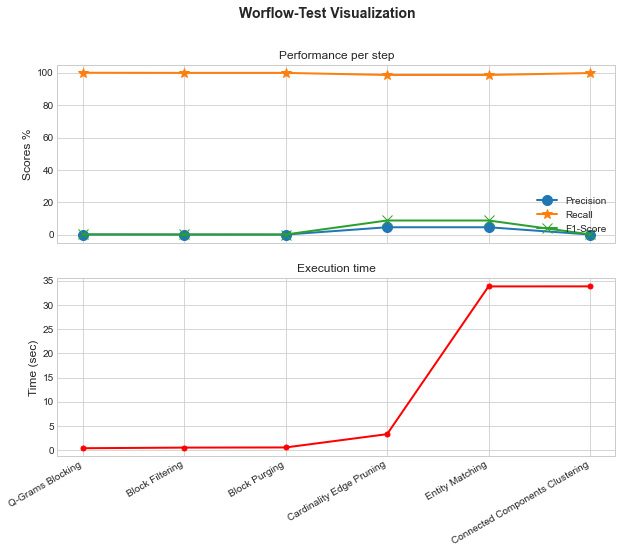 Worflow-Test Visualization
Performance per step
100
80
60
40
20
0
Scores %
Precision
Recall
F1-Score
Execution time
35
30
25
20
15
10
5
0
Time (sec)
Q-Grams Blocking
Block Filtering
Block Purging
Cardinality Edge Pruning
Entity Matching
Connected Components Clustering